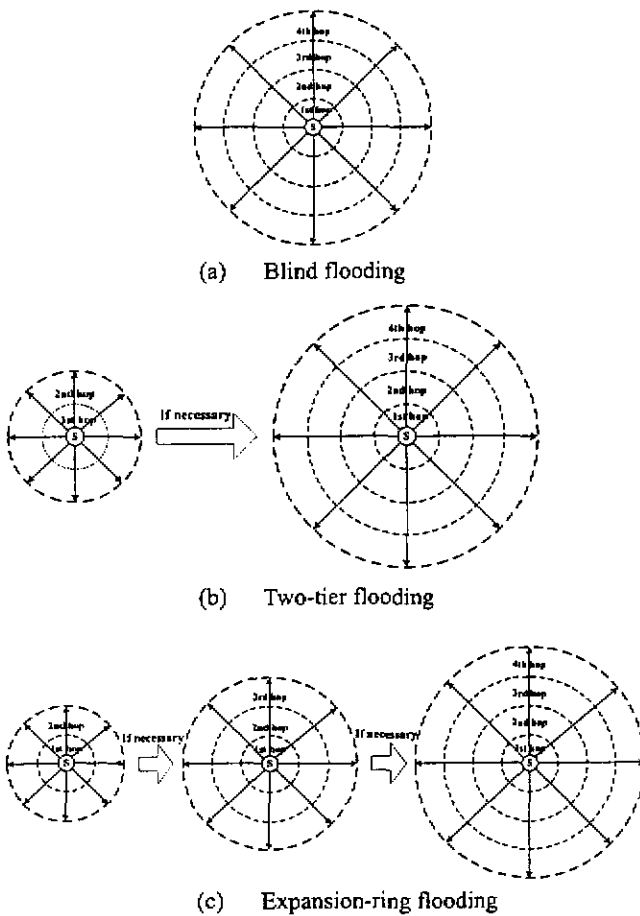 4th hop
3rd hop
2nd hop
1st hop
S
(a) Blind flooding
2nd hop
1st hop
S
If necessary
4th hop
3rd hop
2nd hop
1st hop
S
(b) Two-tier flooding
2nd hop
1st hop
S
If necessary
3rd hop
2nd hop
1st hop
S
If necessary
4th hop
3rd hop
2nd hop
1st hop
S
(c) Expansion-ring flooding